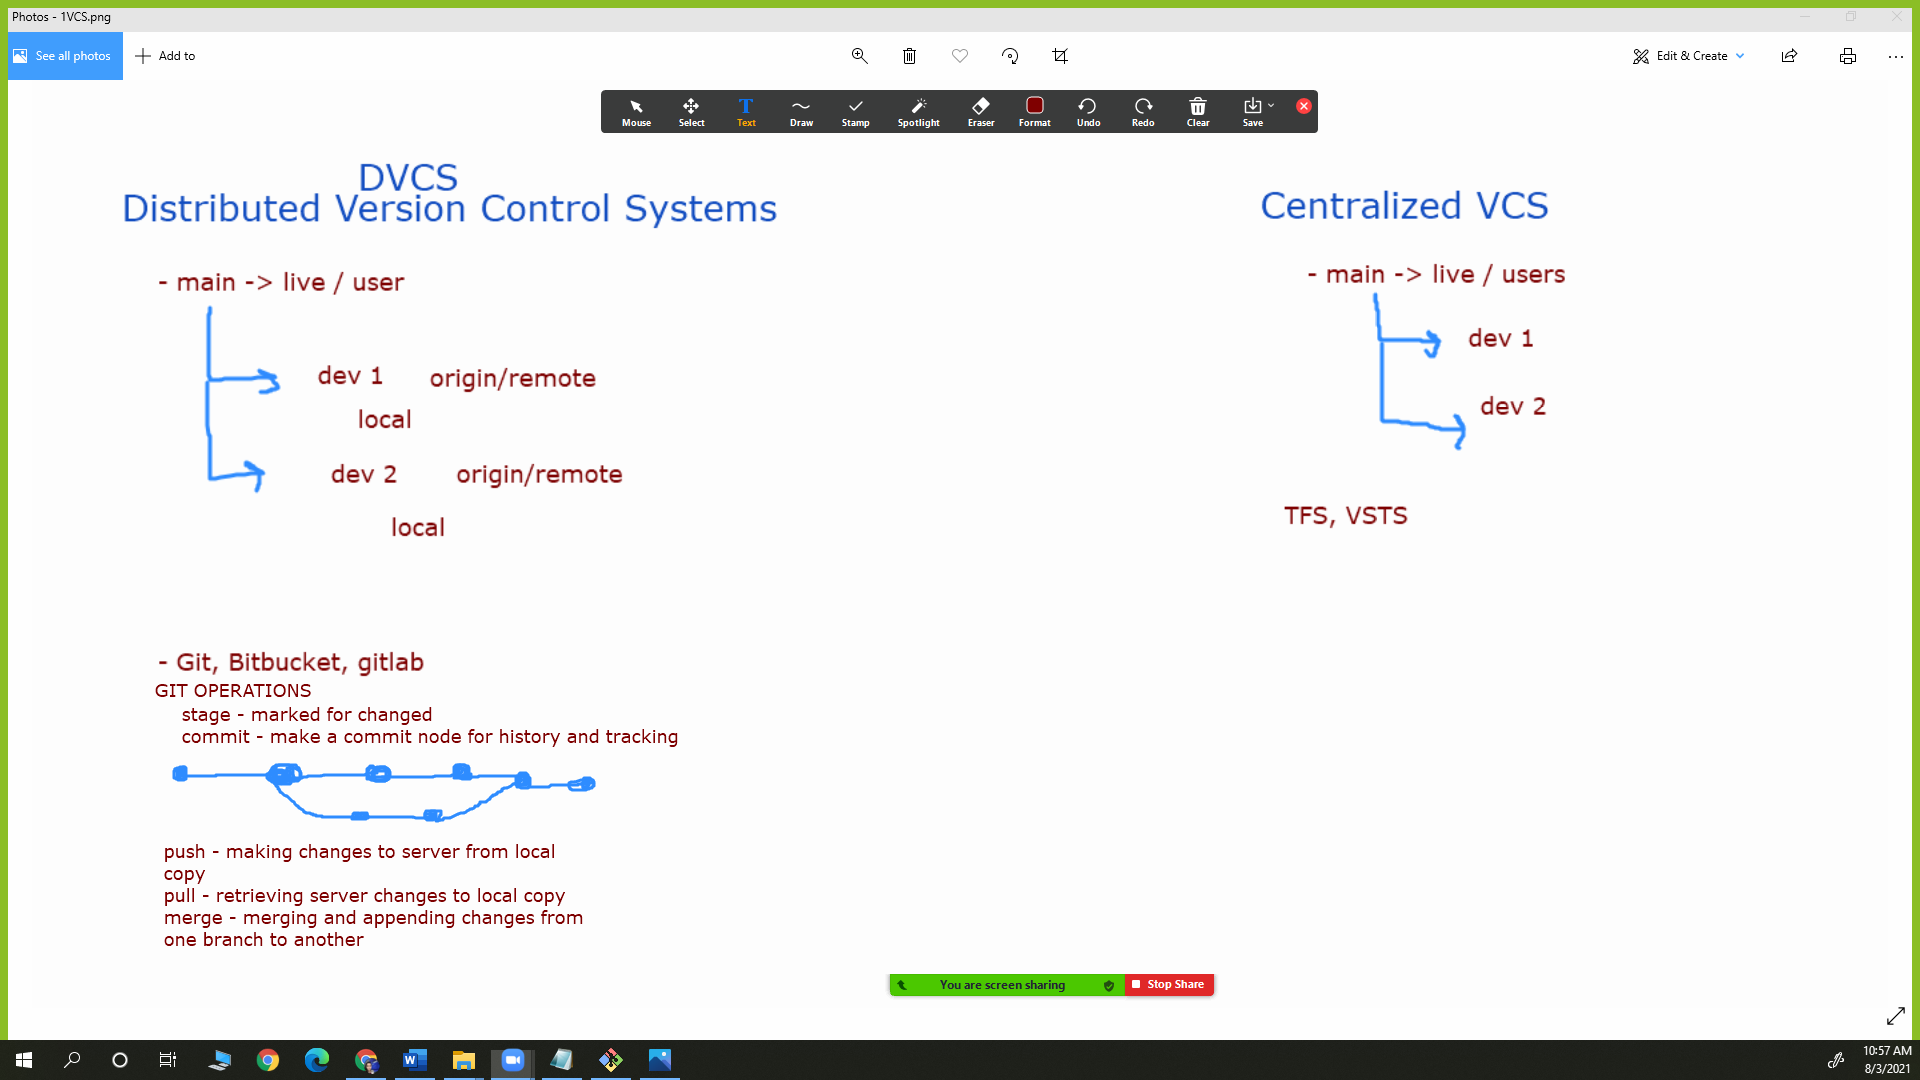 Photos - 1VCS.png
See all photos
Add to
Edit & Create
Mouse
Select
Text
Draw
Stamp
Spotlight
Eraser
Format
Undo
Redo
Clear
Save
DVCS
Distributed Version Control Systems
- main -> live / user
dev 1 origin/remote
local
dev 2 origin/remote
local
- Git, Bitbucket, gitlab
GIT OPERATIONS
stage - marked for changed
commit - make a commit node for history and tracking
push - making changes to server from local
copy
pull - retrieving server changes to local copy
merge - merging and appending changes from
one branch to another
Centralized VCS
- main -> live / users
dev 1
dev 2
TFS, VSTS
You are screen sharing
Stop Share
10:57 AM
8/3/2021